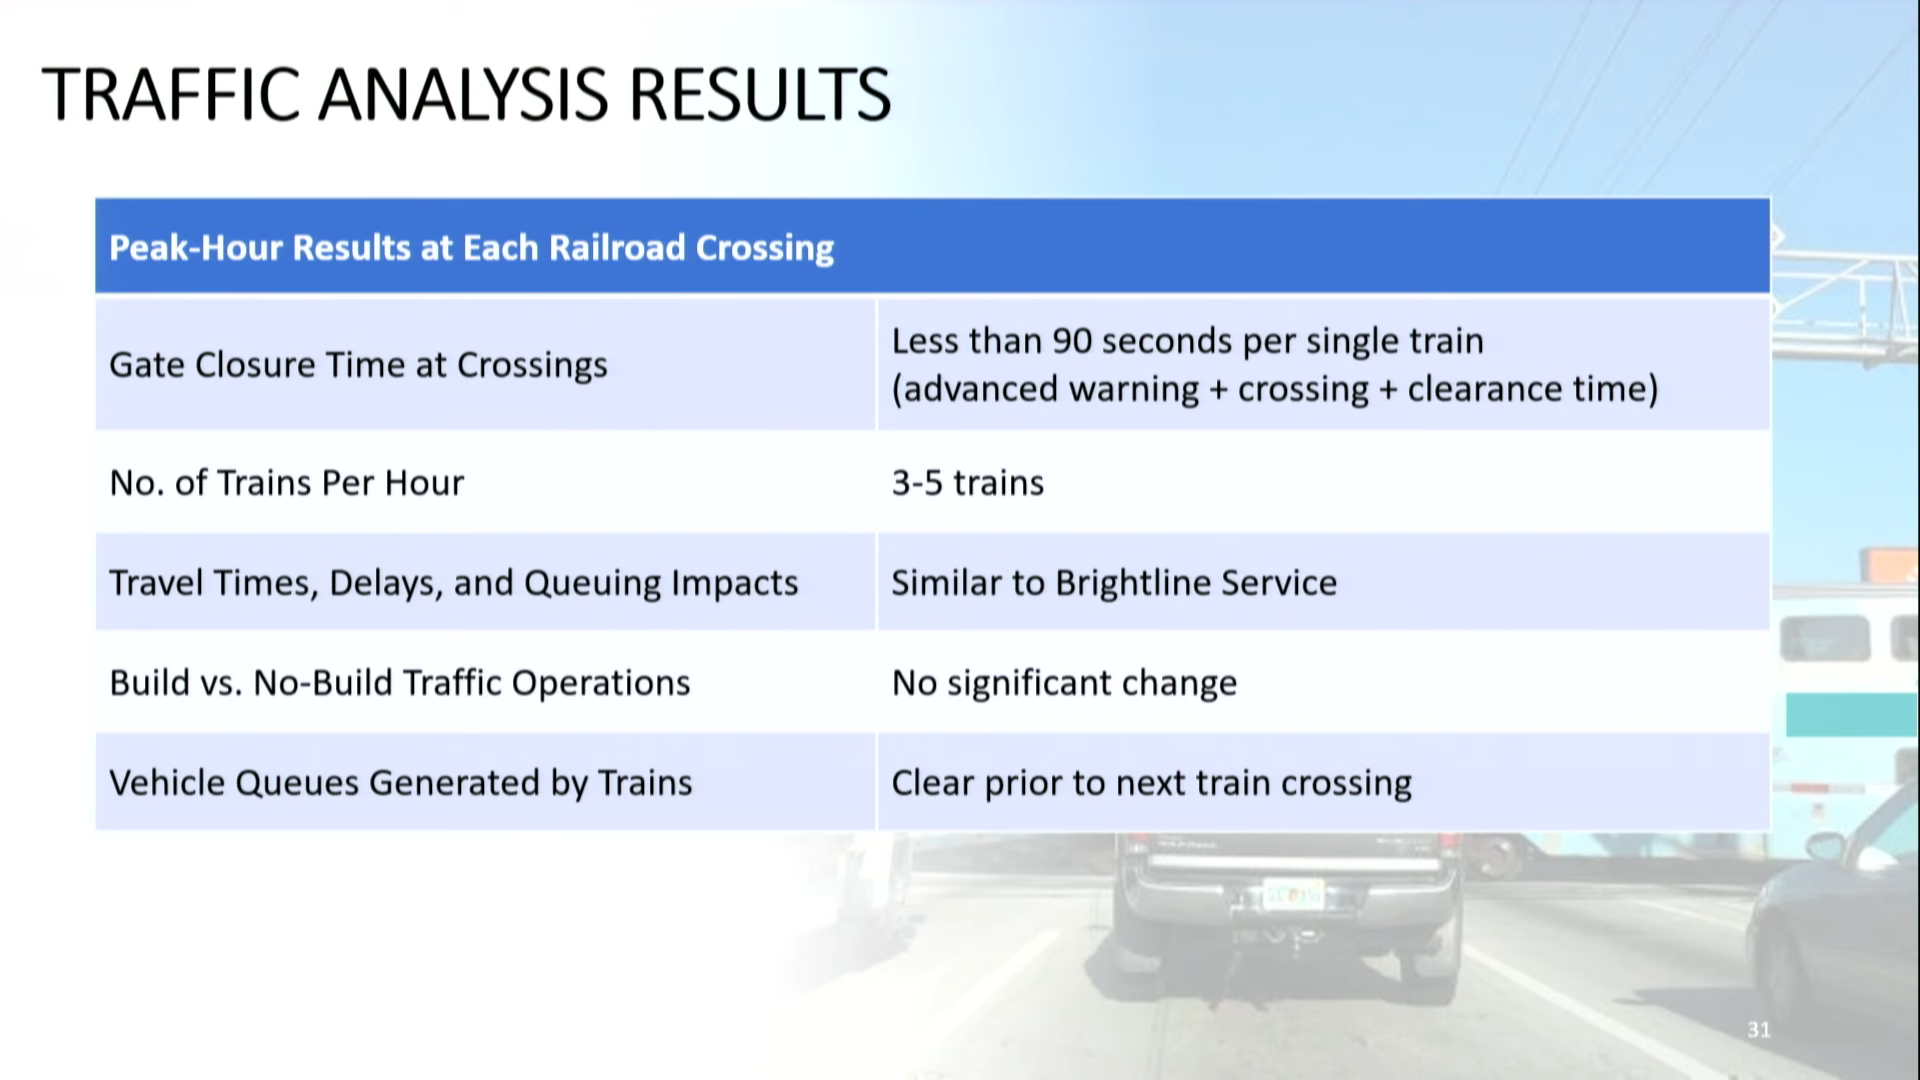 TRAFFIC ANALYSIS RESULTS
Peak-Hour Results at Each Railroad Crossing
Gate Closure Time at Crossings
Less than 90 seconds per single train
(advanced warning + crossing + clearance time)
No. of Trains Per Hour
3-5 trains
Travel Times, Delays, and Queuing Impacts
Similar to Brightline Service
Build vs. No-Build Traffic Operations
No significant change
Vehicle Queues Generated by Trains
Clear prior to next train crossing
31